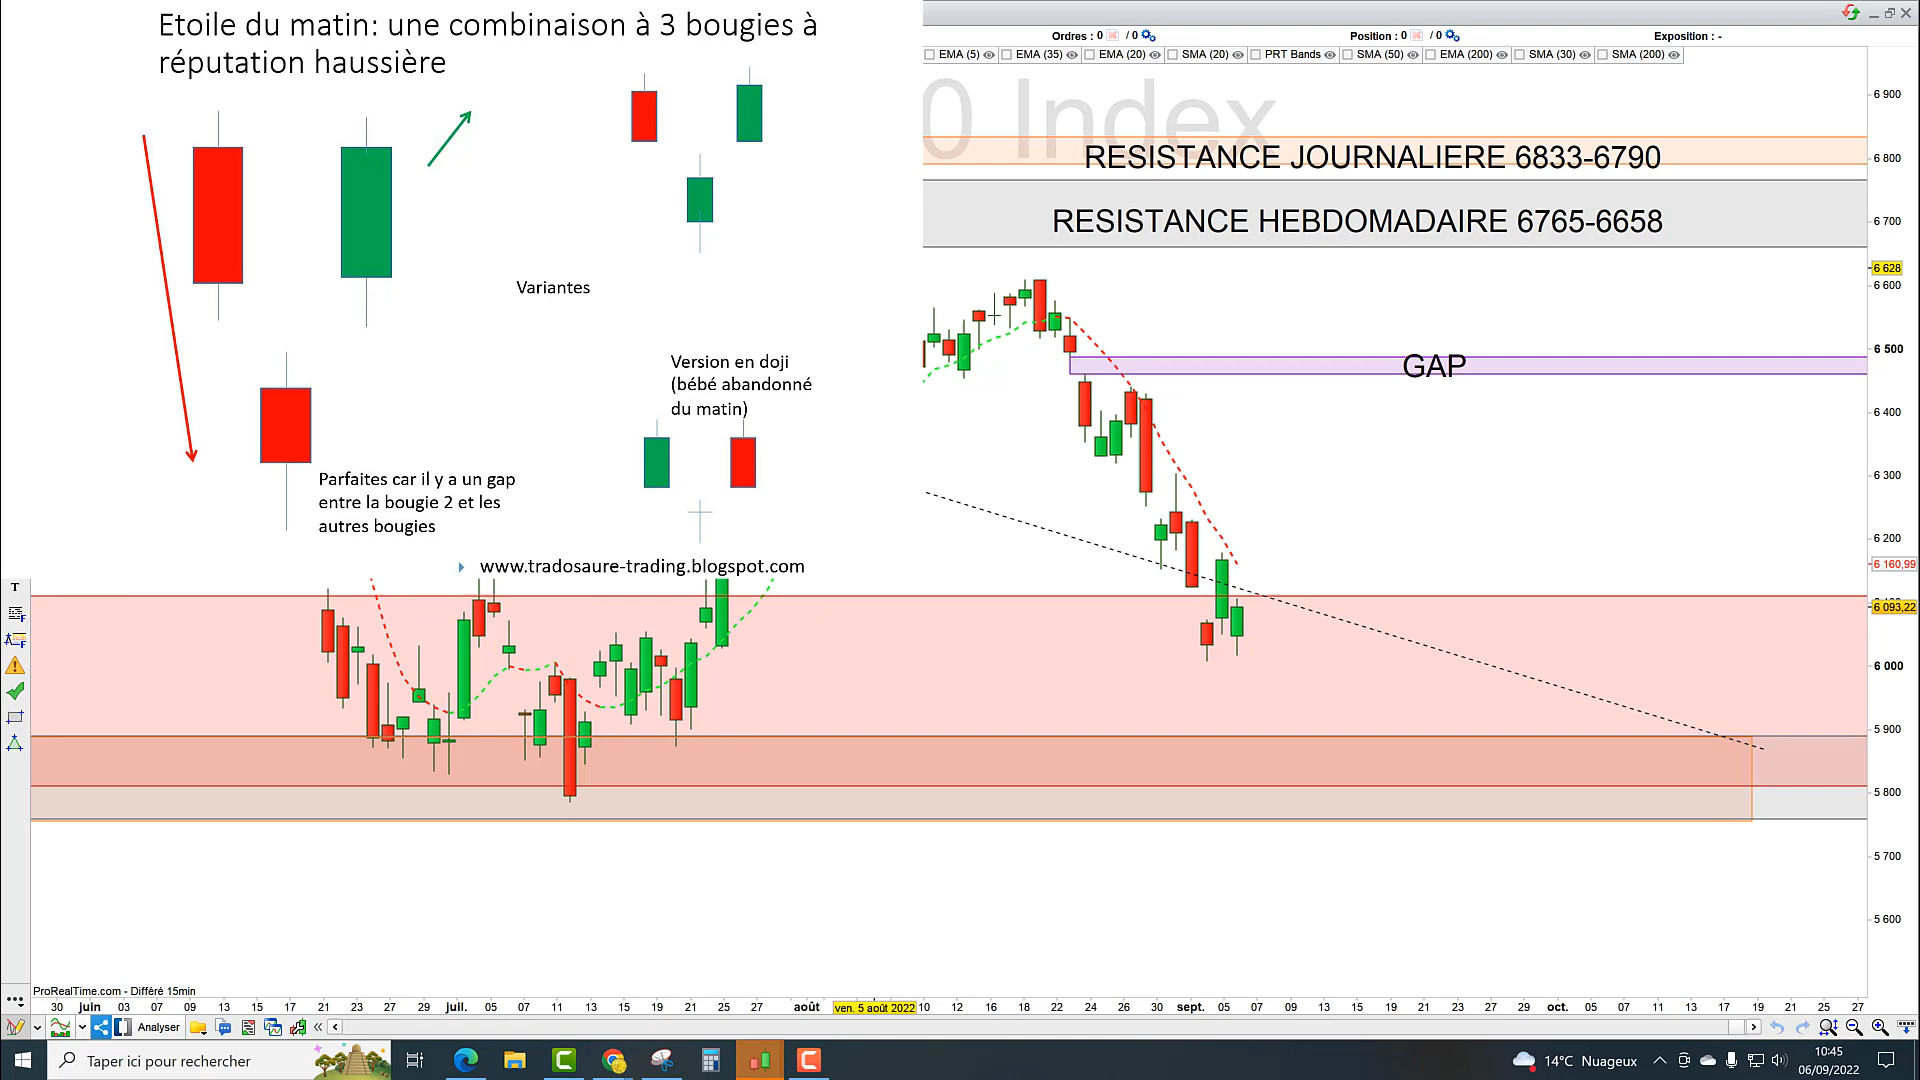 Etoile du matin: une combinaison à 3 bougies à
réputation haussière
Variantes
Version en doji
(bébé abandonné
du matin)
Parfaites car il y a un gap
entre la bougie 2 et les
autres bougies
www.tradosaure-trading.blogspot.com
Ordres : 0 / 0 Position : 0 / 0 Exposition : -
EMA (5) EMA (35) EMA (20) SMA (20) PRT Bands SMA (50) EMA (200) SMA (30) SMA (200)
0 Index
RESISTANCE JOURNALIERE 6833-6790
RESISTANCE HEBDOMADAIRE 6765-6658
GAP
6 900
6 800
6 700
6 628
6 600
6 500
6 400
6 300
6 200
6 160,99
6 093,22
6 000
5 900
5 800
5 700
5 600
ProRealTime.com - Différé 15min
30 juin 03 07 09 13 15 17 21 23 27 29 juil. 05 07 11 13 15 19 21 25 27 août ven. 5 août 2022 10 12 16 18 22 24 26 30 sept. 05 07 09 13 15 19 21 23 27 29 oct. 05 07 11 13 17 19 21 25 27
Analyser
Taper ici pour rechercher
14°C Nuageux
10:45
06/09/2022